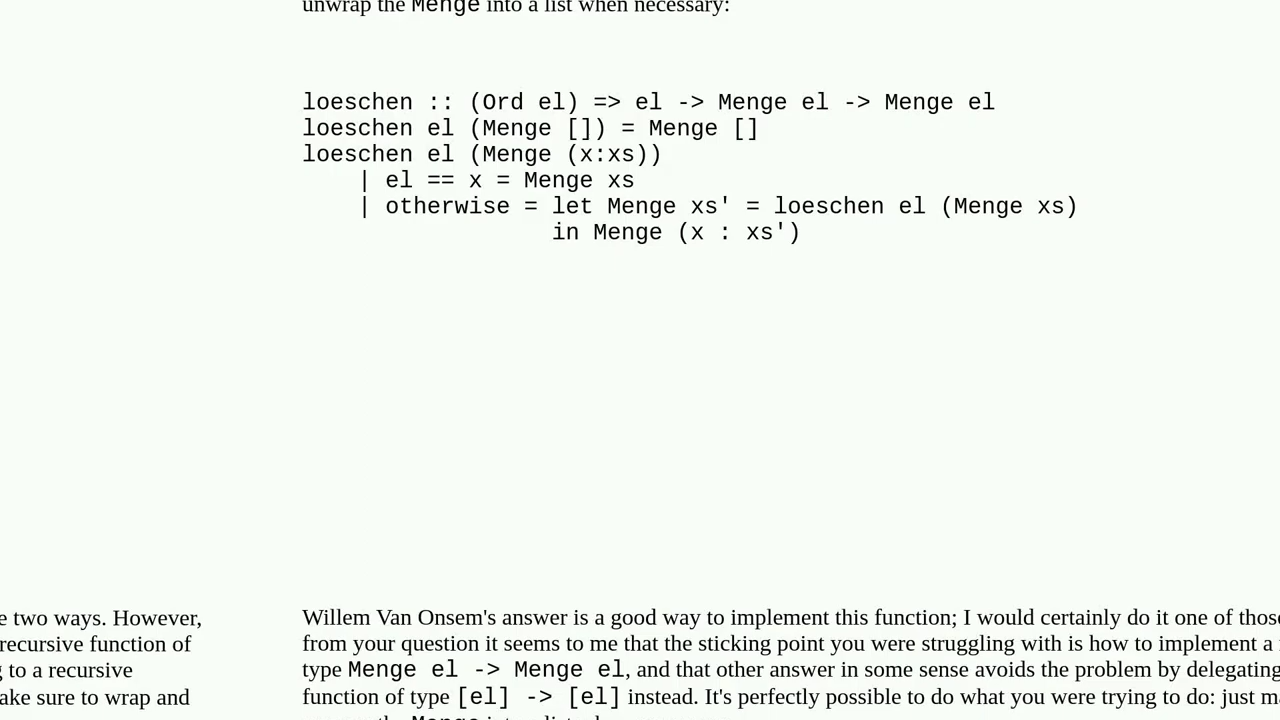 unwrap the Menge into a list when necessary:
loeschen :: (Ord el) => el -> Menge el -> Menge el
loeschen el (Menge []) = Menge []
loeschen el (Menge (x:xs))
    | el == x = Menge xs
    | otherwise = let Menge xs' = loeschen el (Menge xs)
                  in Menge (x : xs')
e two ways. However,
recursive function of
g to a recursive
ake sure to wrap and
Willem Van Onsem's answer is a good way to implement this function; I would certainly do it one of those
from your question it seems to me that the sticking point you were struggling with is how to implement a
type Menge el -> Menge el, and that other answer in some sense avoids the problem by delegating
function of type [el] -> [el] instead. It's perfectly possible to do what you were trying to do: just m